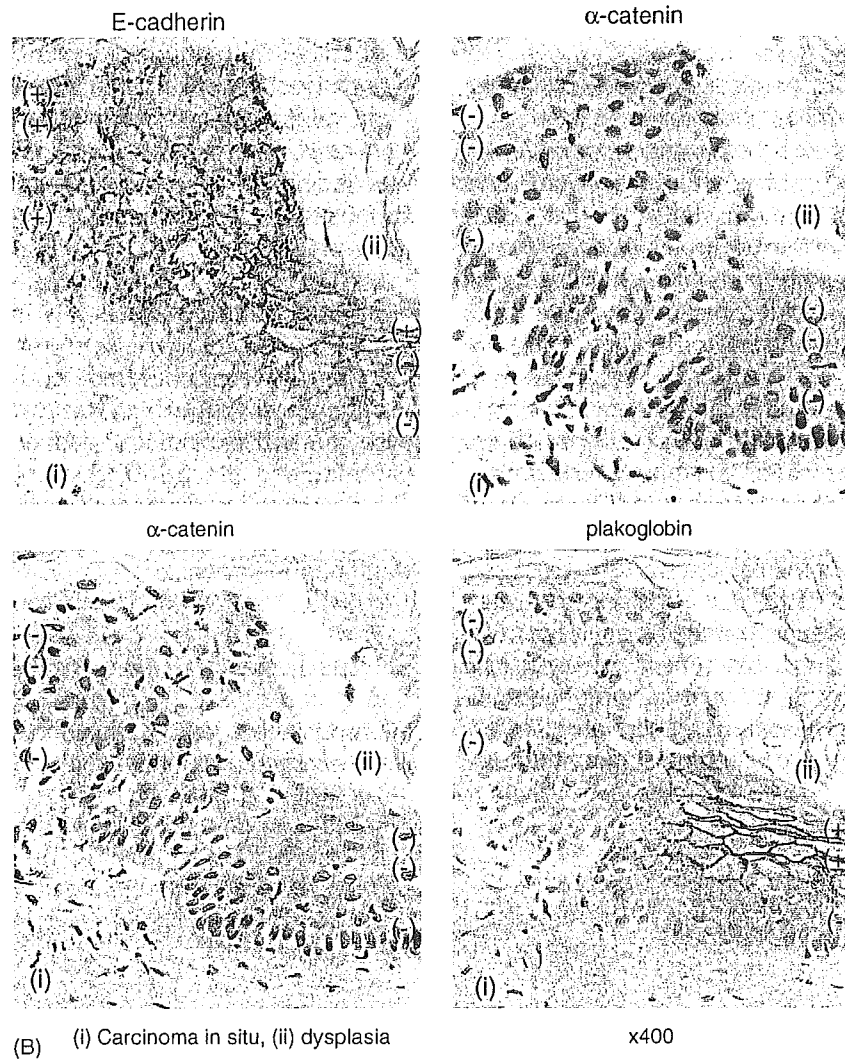 E-cadherin
(+)
(+)
(+)
(ii)
(+)
(-)
(i)
α-catenin
(-)
(-)
(-)
(ii)
(-)
(-)
(-)
(i)
α-catenin
(-)
(-)
(-)
(ii)
(-)
(-)
(i)
plakoglobin
(-)
(-)
(-)
(ii)
(+)
(+)
(-)
(i)
(B) (i) Carcinoma in situ, (ii) dysplasia x400